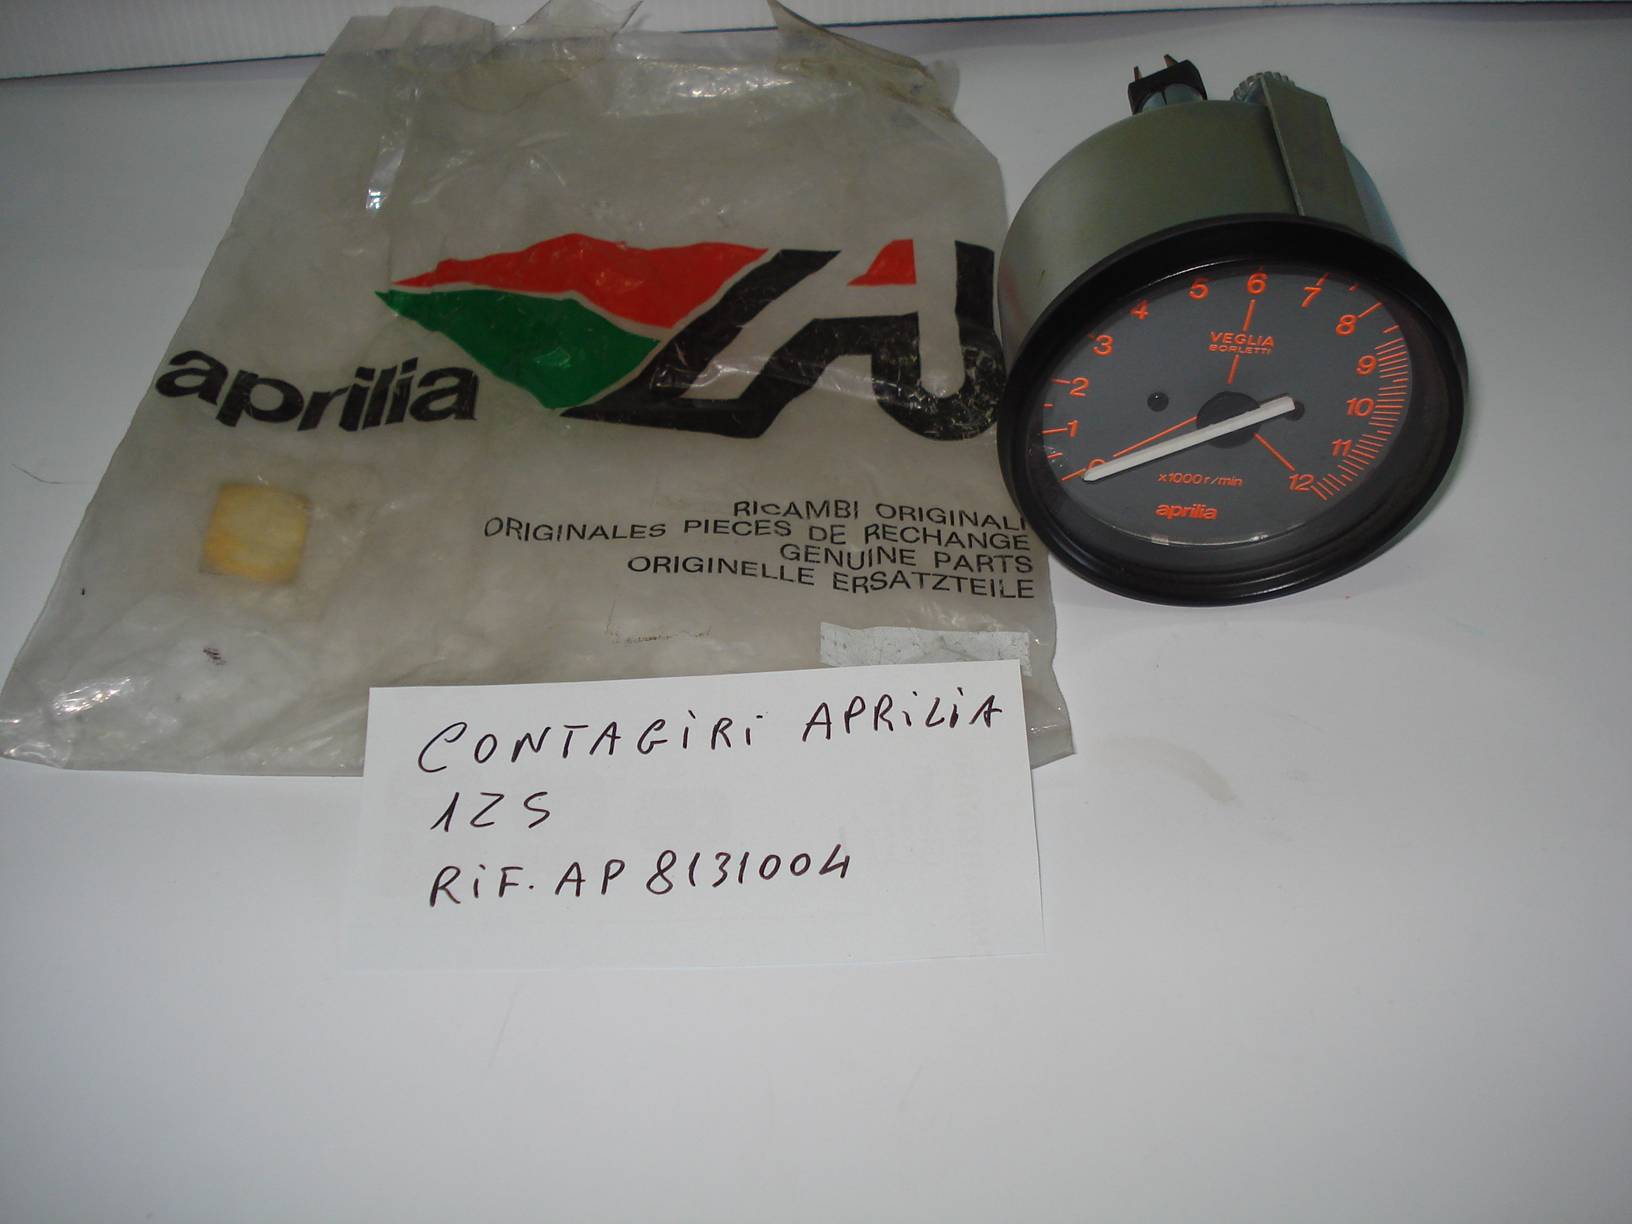 aprilia
RICAMBI ORIGINALI
ORIGINALES PIECES DE RECHANGE
GENUINE PARTS
ORIGINELLE ERSATZTEILE
0
1
2
3
4
5
6
7
8
9
10
11
12
VEGLIA
BORLETTI
x1000 r/min
aprilia
CONTAGIRI APRILIA
125
RIF. AP 8131004